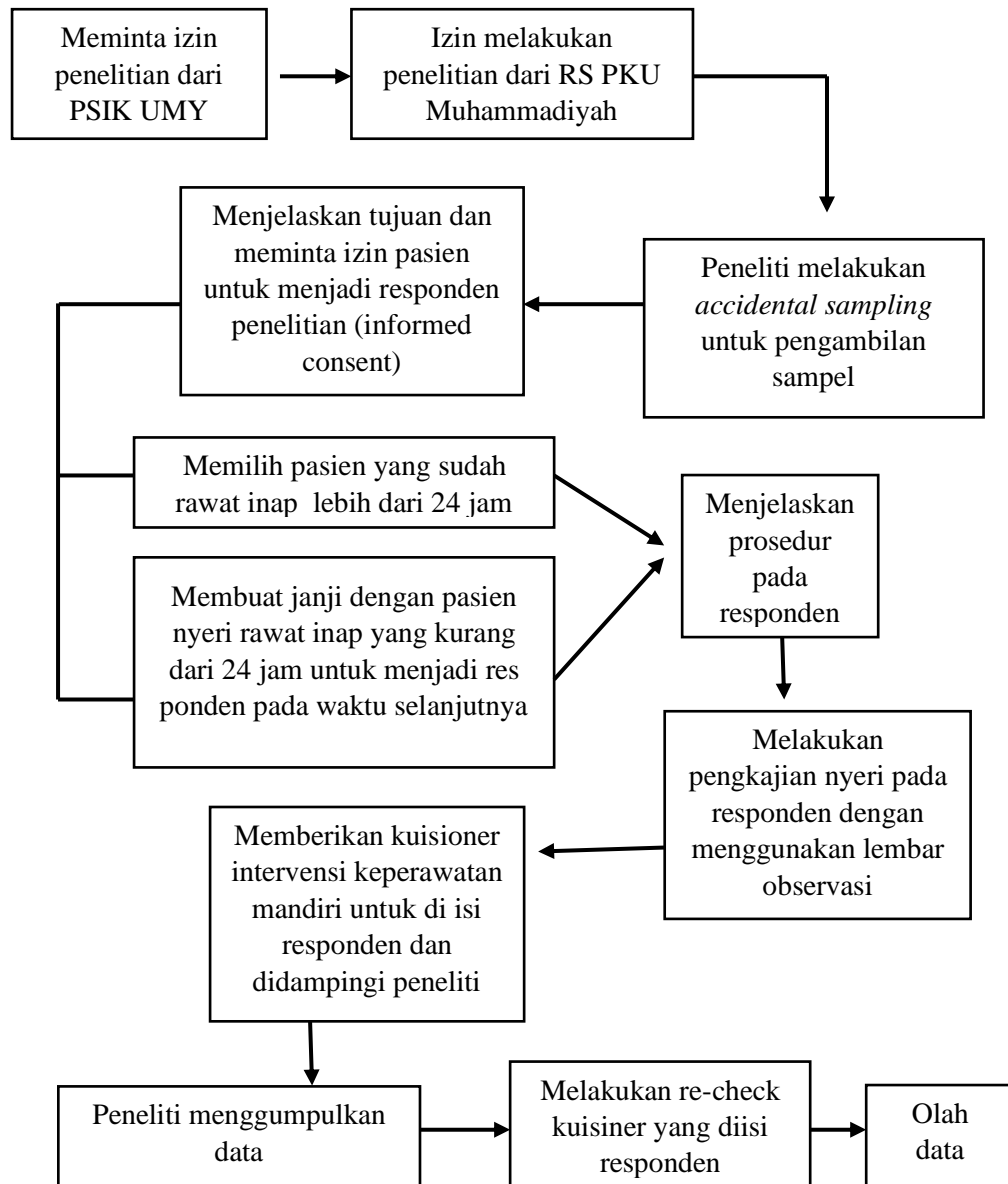 Meminta izin
penelitian dari
PSIK UMY
Izin melakukan
penelitian dari RS PKU
Muhammadiyah
Peneliti melakukan
accidental sampling
untuk pengambilan
sampel
Menjelaskan tujuan dan
meminta izin pasien
untuk menjadi responden
penelitian (informed
consent)
Memilih pasien yang sudah
rawat inap lebih dari 24 jam
Membuat janji dengan pasien
nyeri rawat inap yang kurang
dari 24 jam untuk menjadi res
ponden pada waktu selanjutnya
Menjelaskan
prosedur
pada
responden
Melakukan
pengkajian nyeri pada
responden dengan
menggunakan lembar
observasi
Memberikan kuisioner
intervensi keperawatan
mandiri untuk di isi
responden dan
didampingi peneliti
Peneliti menggumpulkan
data
Melakukan re-check
kuisiner yang diisi
responden
Olah
data